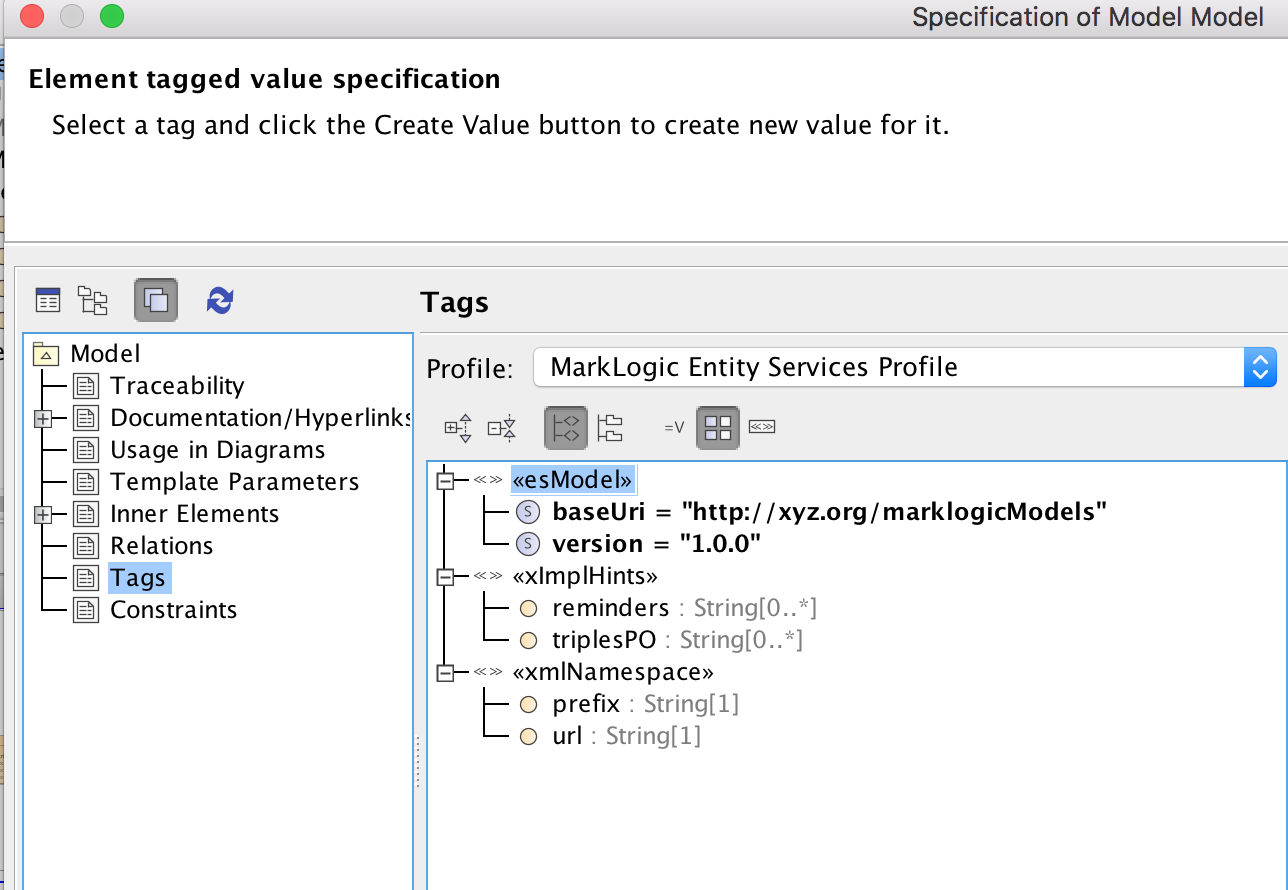 Specification of Model Model
Element tagged value specification
Select a tag and click the Create Value button to create new value for it.
Tags
Model
Traceability
Documentation/Hyperlinks
Usage in Diagrams
Template Parameters
Inner Elements
Relations
Tags
Constraints
Profile: MarkLogic Entity Services Profile
=V
«esModel»
baseUri = "http://xyz.org/marklogicModels"
version = "1.0.0"
«xImplHints»
reminders : String[0..*]
triplesPO : String[0..*]
«xmlNamespace»
prefix : String[1]
url : String[1]